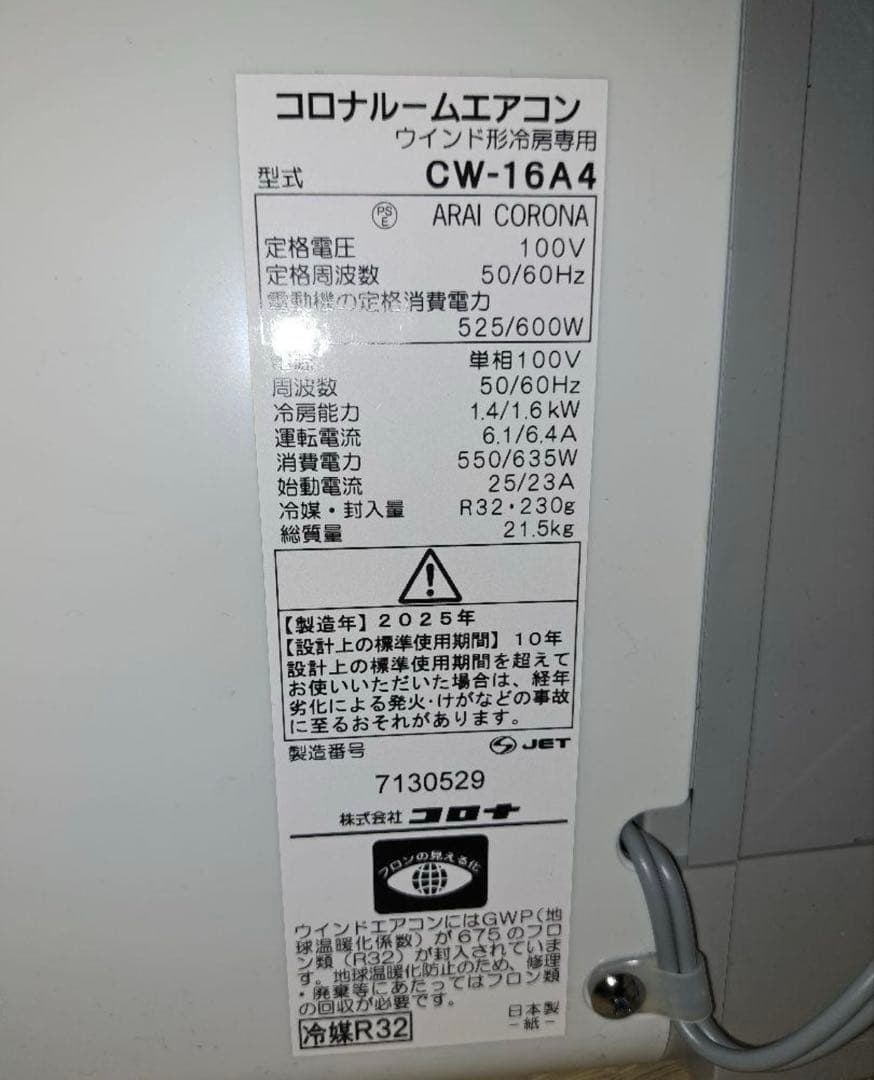 コロナルームエアコン
ウインド形冷房専用
型式 CW-16A4
PSE ARAI CORONA
定格電圧 100V
定格周波数 50/60Hz
電動機の定格消費電力
525/600W
電源 単相100V
周波数 50/60Hz
冷房能力 1.4/1.6kW
運転電流 6.1/6.4A
消費電力 550/635W
始動電流 25/23A
冷媒・封入量 R32・230g
総質量 21.5kg
【製造年】2025年
【設計上の標準使用期間】10年
設計上の標準使用期間を超えて
お使いいただいた場合は、経年
劣化による発火・けがなどの事故
に至るおそれがあります。
製造番号 JET
7130529
株式会社 コロナ
フロンの見える化
ウインドエアコンにはGWP(地
球温暖化係数)が675のフロ
ン類(R32)が封入されていま
す。地球温暖化防止のため、修理
・廃棄等にあたってはフロン類
の回収が必要です。
冷媒R32
日本製
-紙-